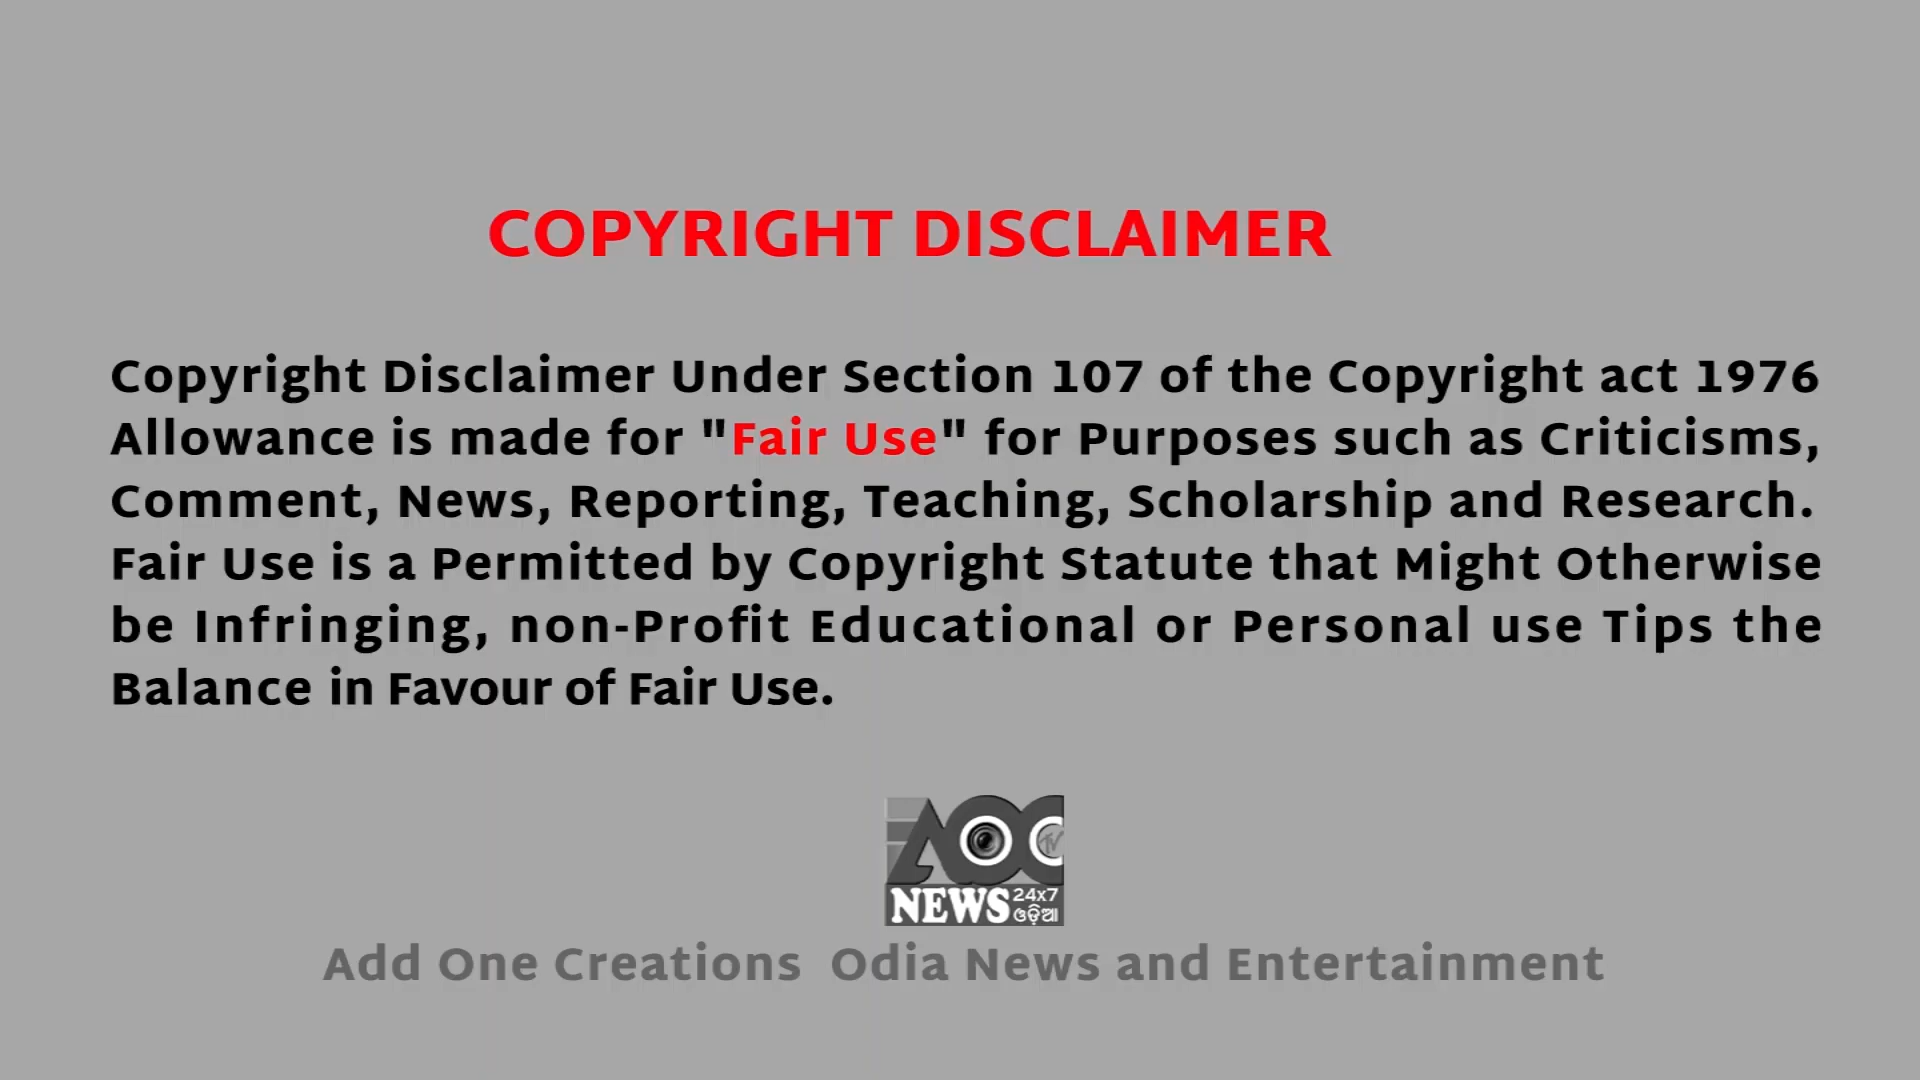 COPYRIGHT DISCLAIMER
Copyright Disclaimer Under Section 107 of the Copyright act 1976
Allowance is made for "Fair Use" for Purposes such as Criticisms,
Comment, News, Reporting, Teaching, Scholarship and Research.
Fair Use is a Permitted by Copyright Statute that Might Otherwise
be Infringing, non-Profit Educational or Personal use Tips the
Balance in Favour of Fair Use.
AOC
TV
NEWS 24x7
ଓଡ଼ିଆ
Add One Creations Odia News and Entertainment